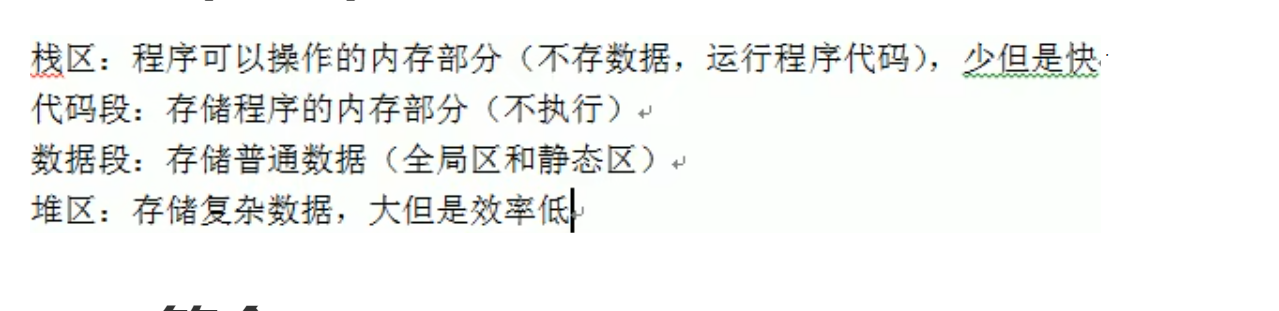 栈区：程序可以操作的内存部分（不存数据，运行程序代码），少但是快
代码段：存储程序的内存部分（不执行）
数据段：存储普通数据（全局区和静态区）
堆区：存储复杂数据，大但是效率低